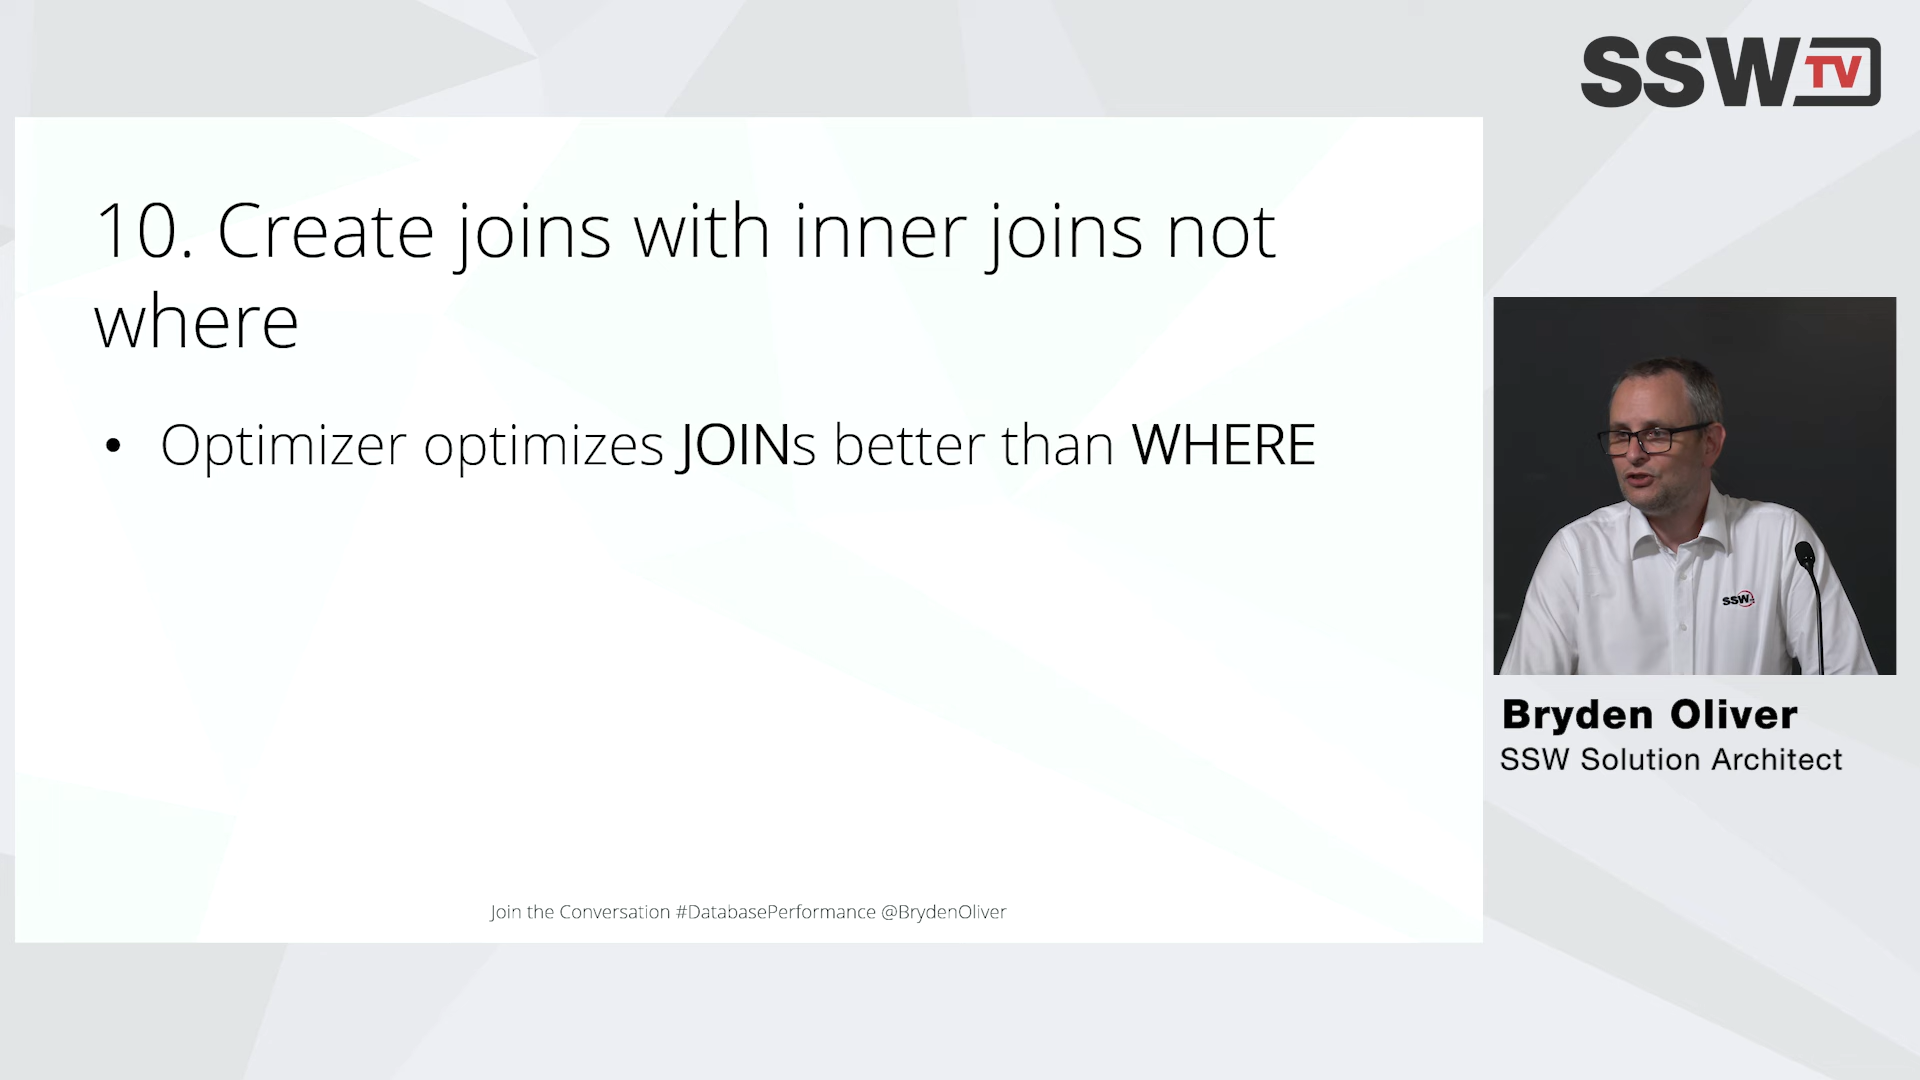 SSW TV
10. Create joins with inner joins not
where
• Optimizer optimizes JOINs better than WHERE
SSW
Bryden Oliver
SSW Solution Architect
Join the Conversation #DatabasePerformance @BrydenOliver